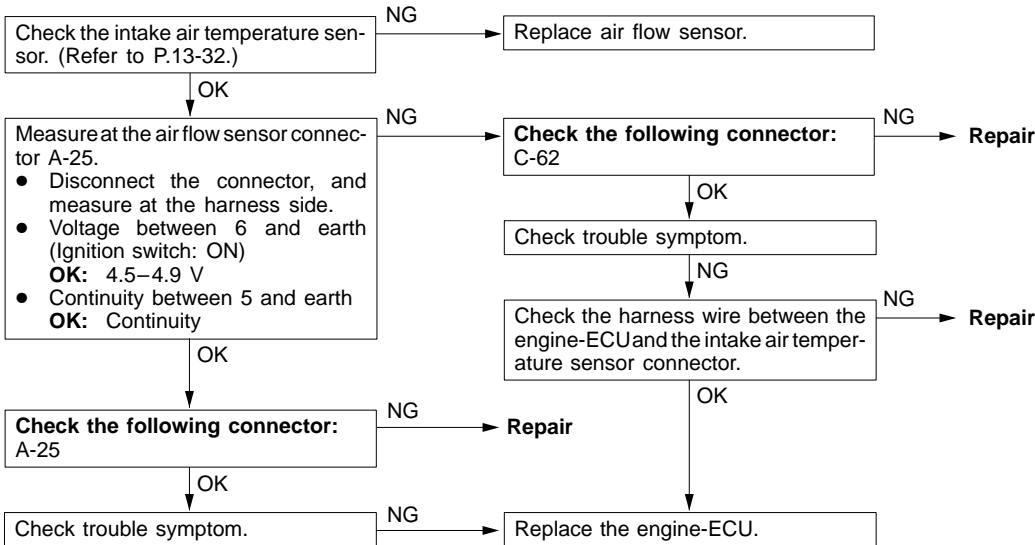 Check the intake air temperature sen-
sor. (Refer to P.13-32.)
NG
Replace air flow sensor.
OK
Measure at the air flow sensor connec-
tor A-25.
● Disconnect the connector, and
measure at the harness side.
● Voltage between 6 and earth
(Ignition switch: ON)
OK: 4.5–4.9 V
● Continuity between 5 and earth
OK: Continuity
NG
Check the following connector:
C-62
NG
Repair
OK
Check trouble symptom.
NG
Check the harness wire between the
engine-ECU and the intake air temper-
ature sensor connector.
NG
Repair
OK
OK
Check the following connector:
A-25
NG
Repair
OK
Check trouble symptom.
NG
Replace the engine-ECU.